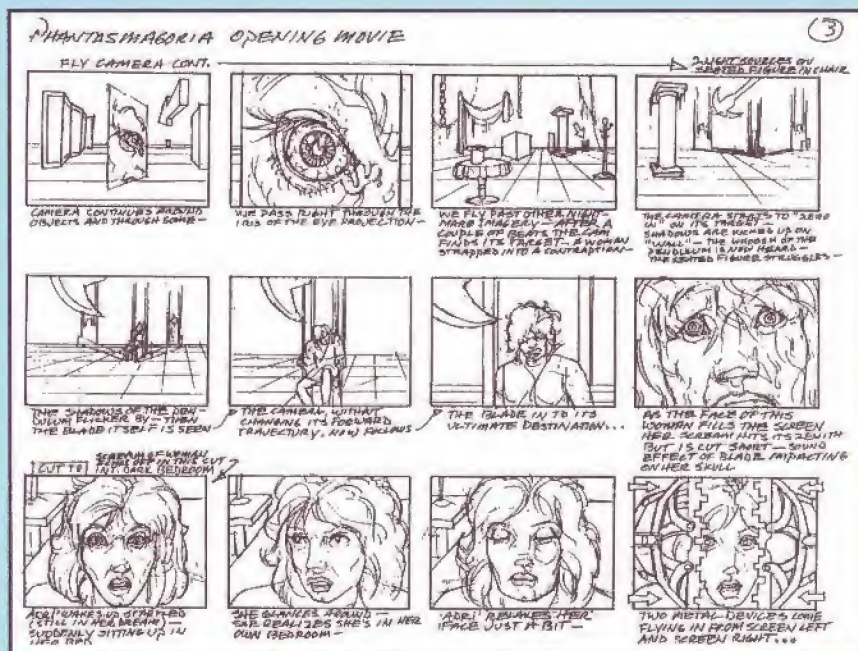 PHANTASMAGORIA OPENING MOVIE
3
FLY CAMERA CONT.
2 LIGHT SOURCES ON
SEATED FIGURE IN CHAIR
CAMERA CONTINUES AROUND
OBJECTS AND THROUGH SOME—
WE PASS RIGHT THROUGH THE
IRIS OF THE EYE PROJECTION—
WE FLY PAST OTHER NIGHT-
MARE IMAGERY— AFTER A
COUPLE OF BEATS THE CAM
FINDS ITS TARGET— A WOMAN
STRAPPED INTO A CONTRAPTION—
THE CAMERA STARTS TO "ZERO
IN" ON ITS TARGET—
SHADOWS ARE KICKED UP ON
"WALL"— THE WHOOSH OF THE
PENDULUM IS NOW HEARD—
THE SEATED FIGURE STRUGGLES—
THE SHADOWS OF THE PEN-
DULUM FLICKER BY— THEN
THE BLADE ITSELF IS SEEN
THE CAMERA, WITHOUT
CHANGING ITS FORWARD
TRAJECTORY, NOW FOLLOWS
THE BLADE IN TO ITS
ULTIMATE DESTINATION...
AS THE FACE OF THIS
WOMAN FILLS THE SCREEN
HER SCREAM HITS ITS ZENITH
BUT IS CUT SHORT— SOUND
EFFECT OF BLADE IMPACTING
ON HER SKULL
CUT TO
SCREAM OF WOMAN
ECHOS OFF IN THIS CUT
INT. DARK BEDROOM
'ADRI' WAKES UP STARTLED
(STILL IN HER DREAM)—
SUDDENLY SITTING UP IN
HER BED
SHE GLANCES AROUND—
SHE REALIZES SHE'S IN HER
OWN BEDROOM—
'ADRI' RELAXES HER
FACE JUST A BIT—
TWO METAL DEVICES COME
FLYING IN FROM SCREEN LEFT
AND SCREEN RIGHT...